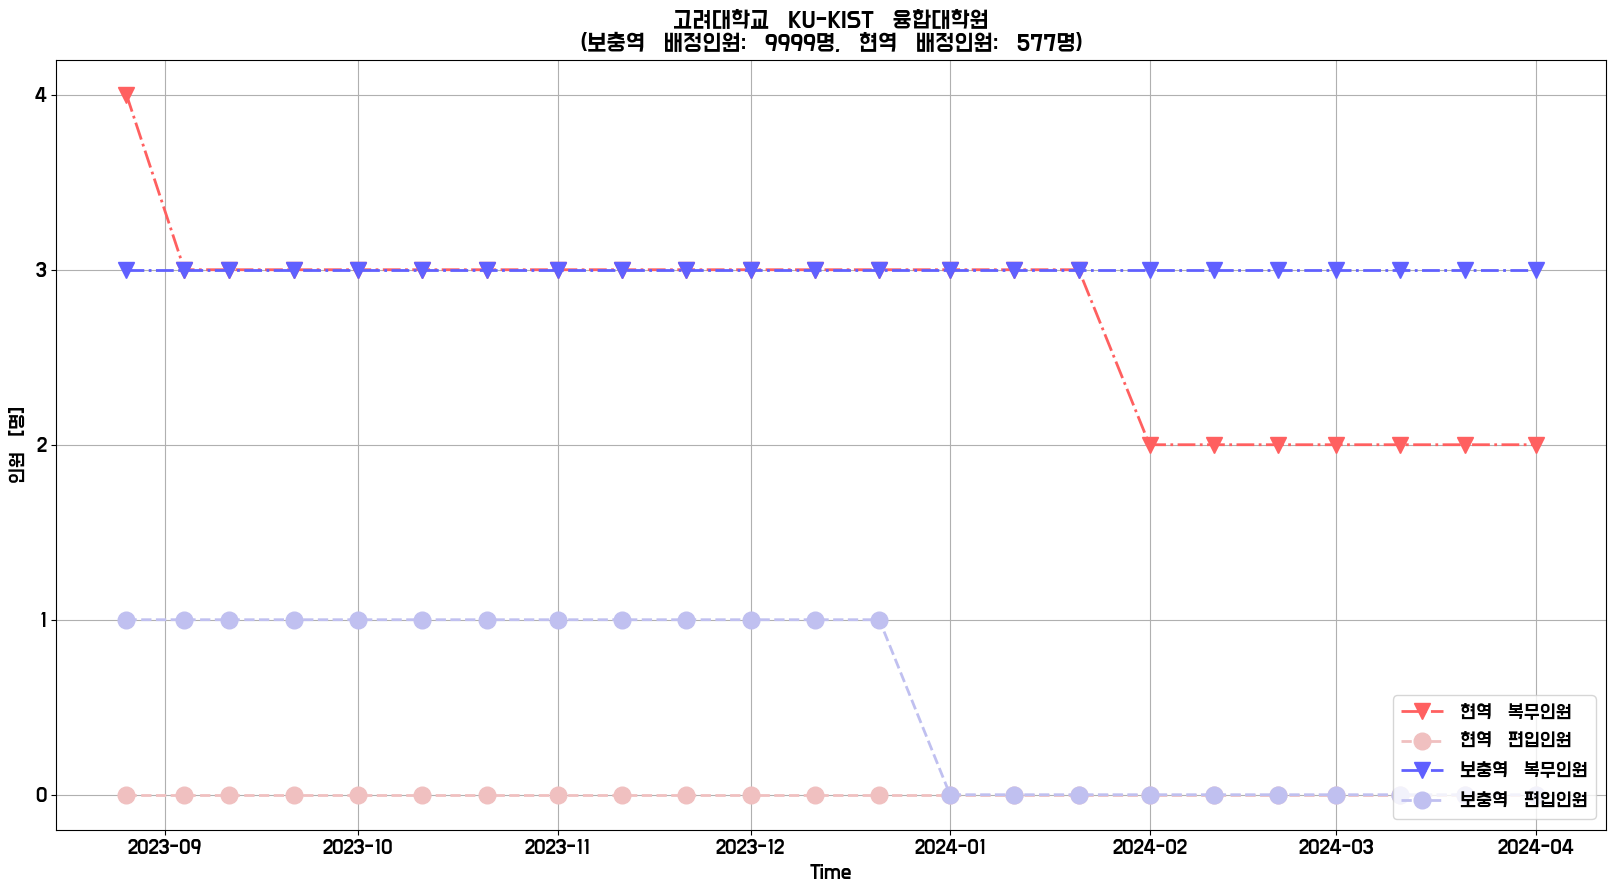 고려대학교 KU-KIST 융합대학원
(보충역 배정인원: 9999명, 현역 배정인원: 577명)
4
3
2
1
0
인원 [명]
2023-09 2023-10 2023-11 2023-12 2024-01 2024-02 2024-03 2024-04
Time
현역 복무인원
현역 편입인원
보충역 복무인원
보충역 편입인원